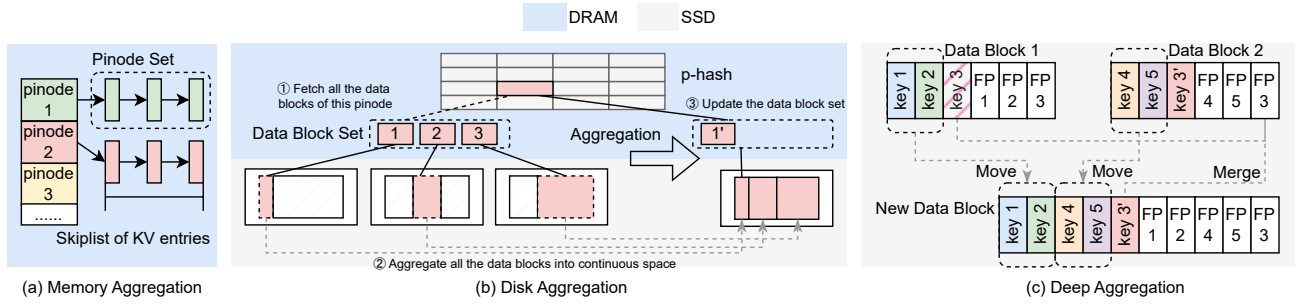 DRAM
SSD
Pinode Set
pinode
1
pinode
2
pinode
3
......
Skiplist of KV entries
(a) Memory Aggregation
p-hash
① Fetch all the data
blocks of this pinode
③ Update the data block set
Data Block Set
1
2
3
Aggregation
1'
② Aggregate all the data blocks into continuous space
(b) Disk Aggregation
Data Block 1
key 1
key 2
key 3
FP
1
FP
2
FP
3
Data Block 2
key 4
key 5
key 3'
FP
4
FP
5
FP
3
Move
Move
Merge
New Data Block
key 1
key 2
key 4
key 5
key 3'
FP
1
FP
2
FP
4
FP
5
FP
3
(c) Deep Aggregation